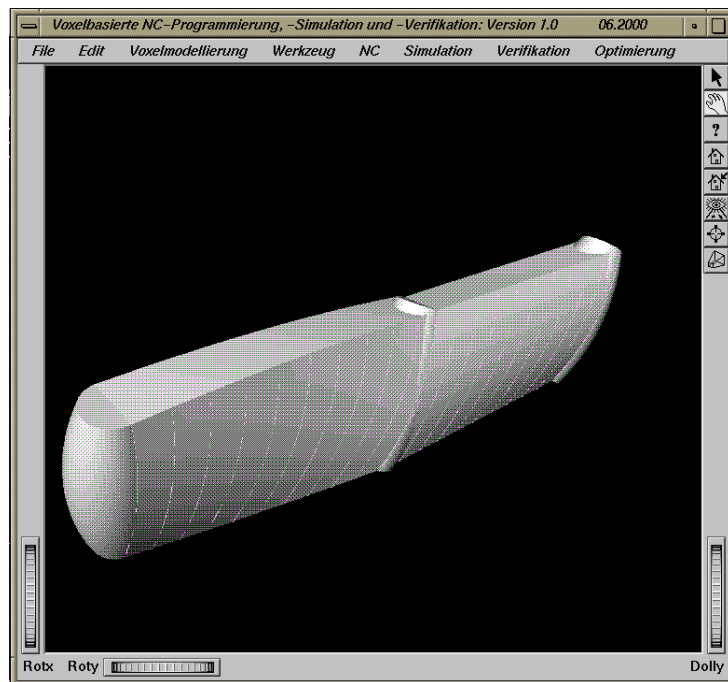 Voxelbasierte NC-Programmierung, -Simulation und -Verifikation: Version 1.0 06.2000
File Edit Voxelmodellierung Werkzeug NC Simulation Verifikation Optimierung
?
Rotx Roty Dolly